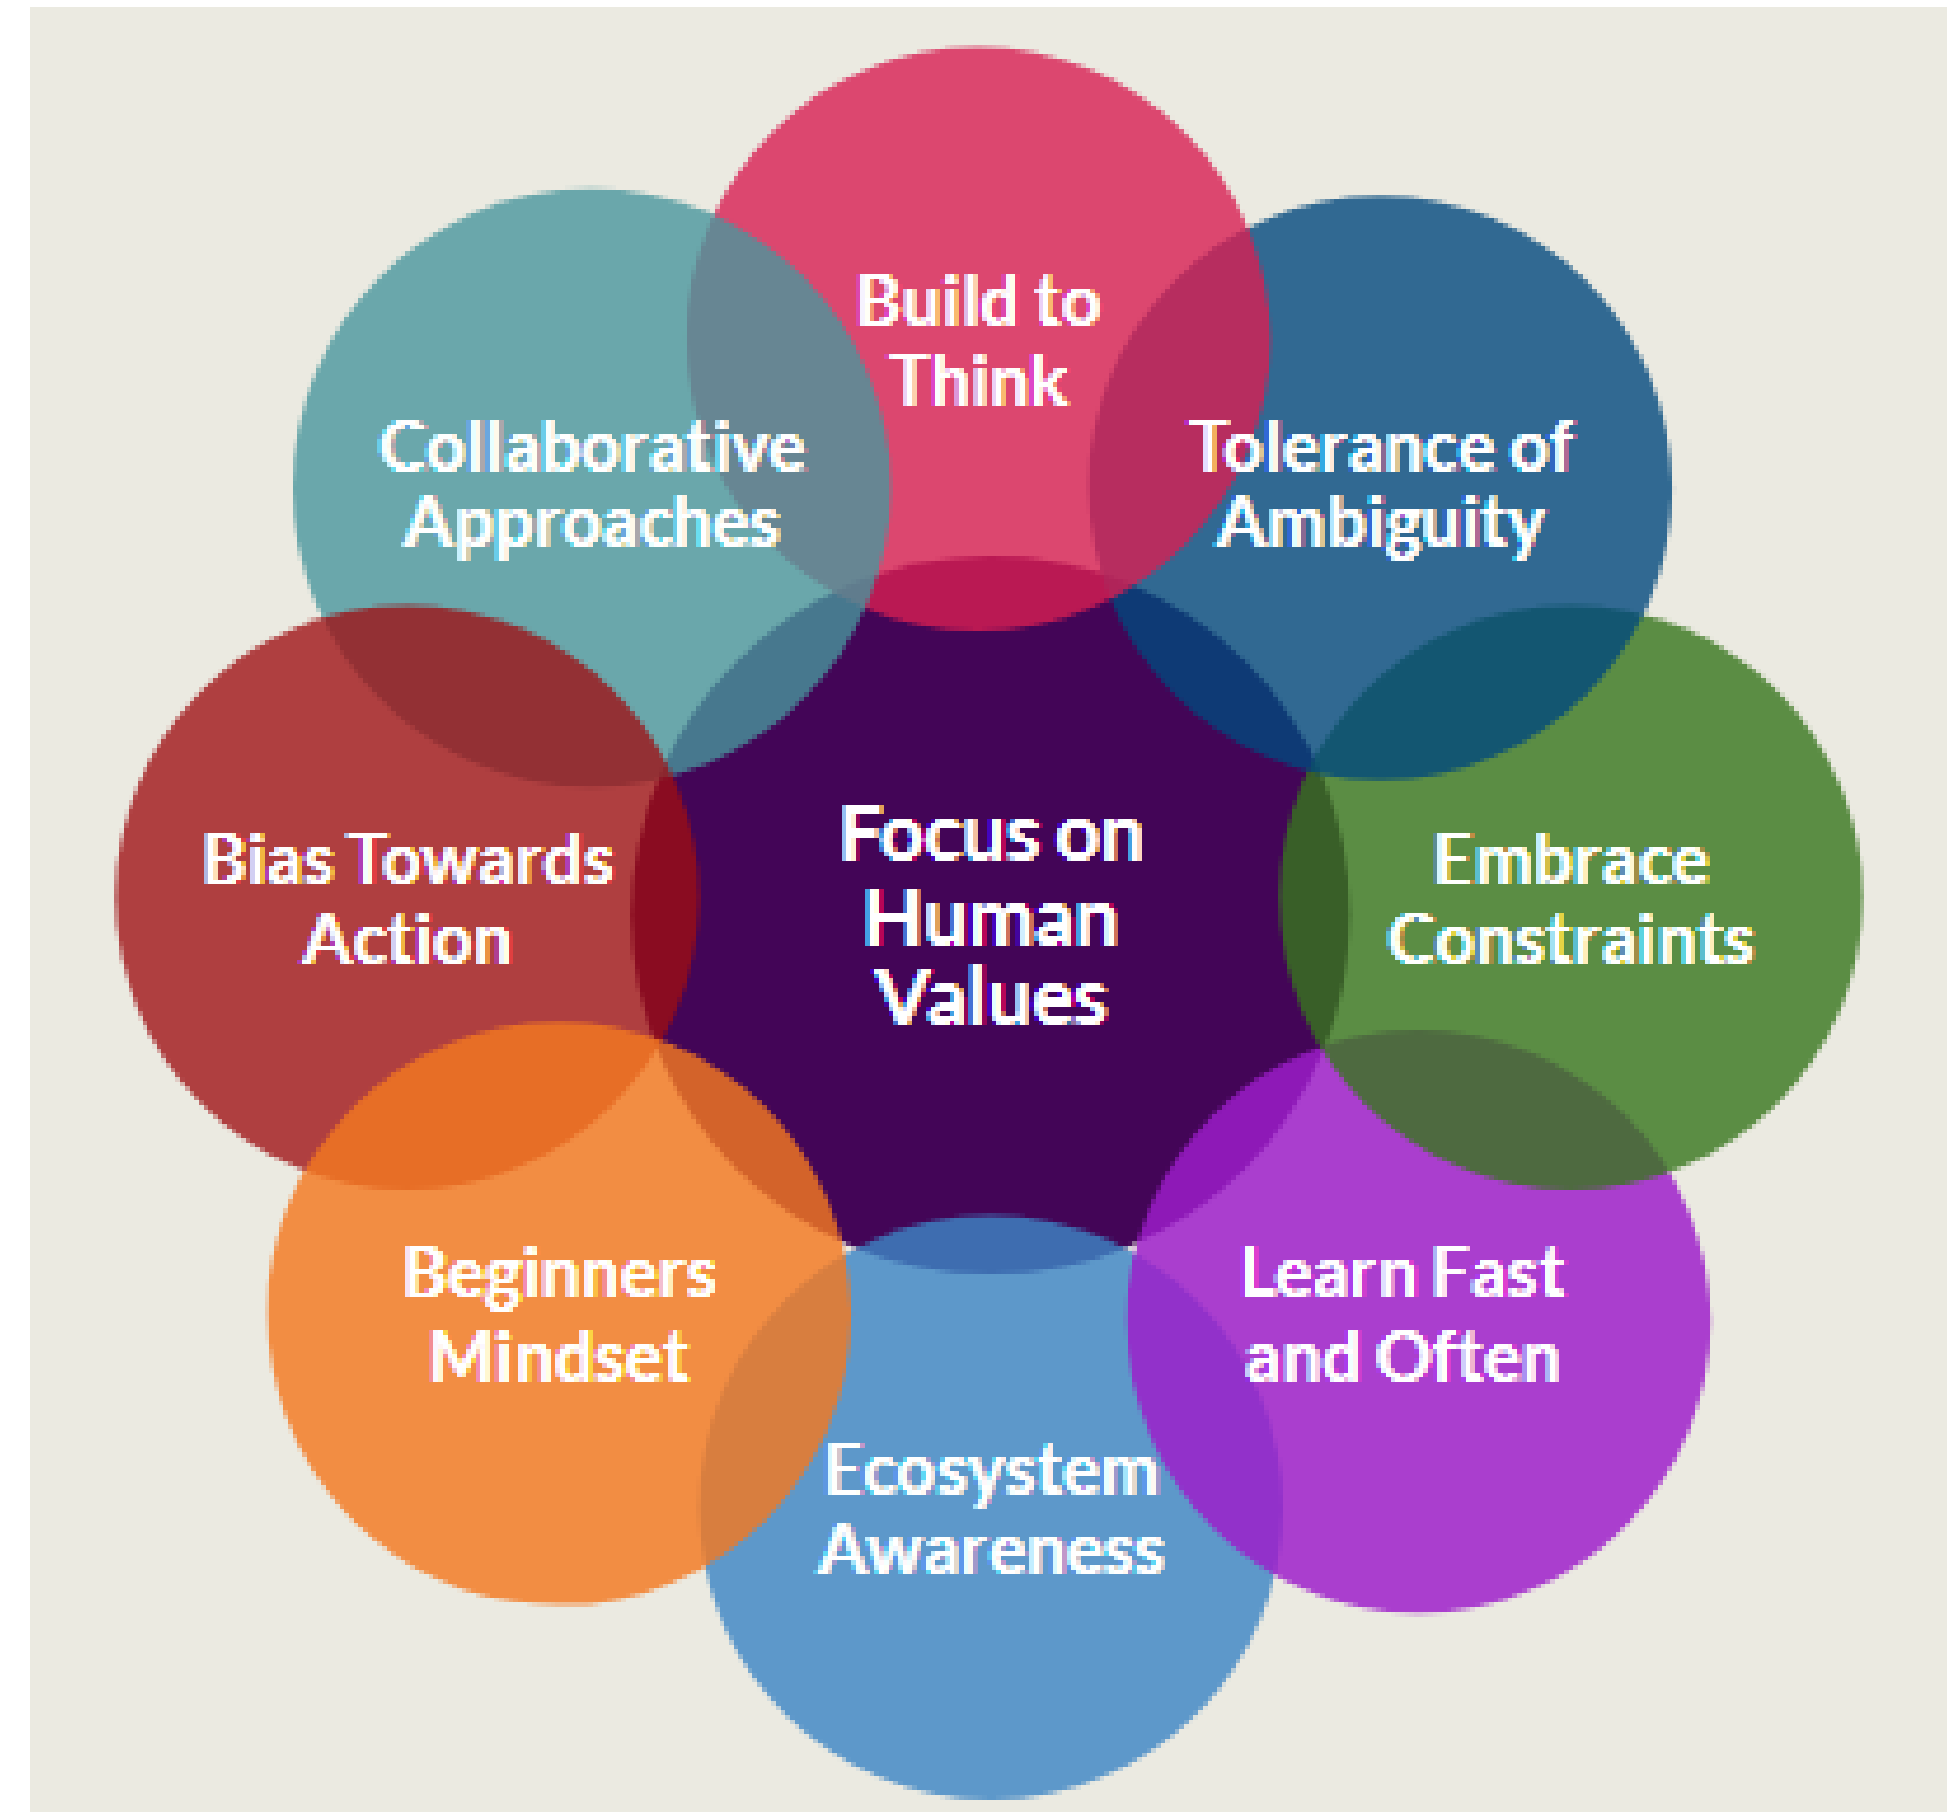 Build to
Think
Collaborative
Approaches
Tolerance of
Ambiguity
Bias Towards
Action
Focus on
Human
Values
Embrace
Constraints
Beginners
Mindset
Learn Fast
and Often
Ecosystem
Awareness